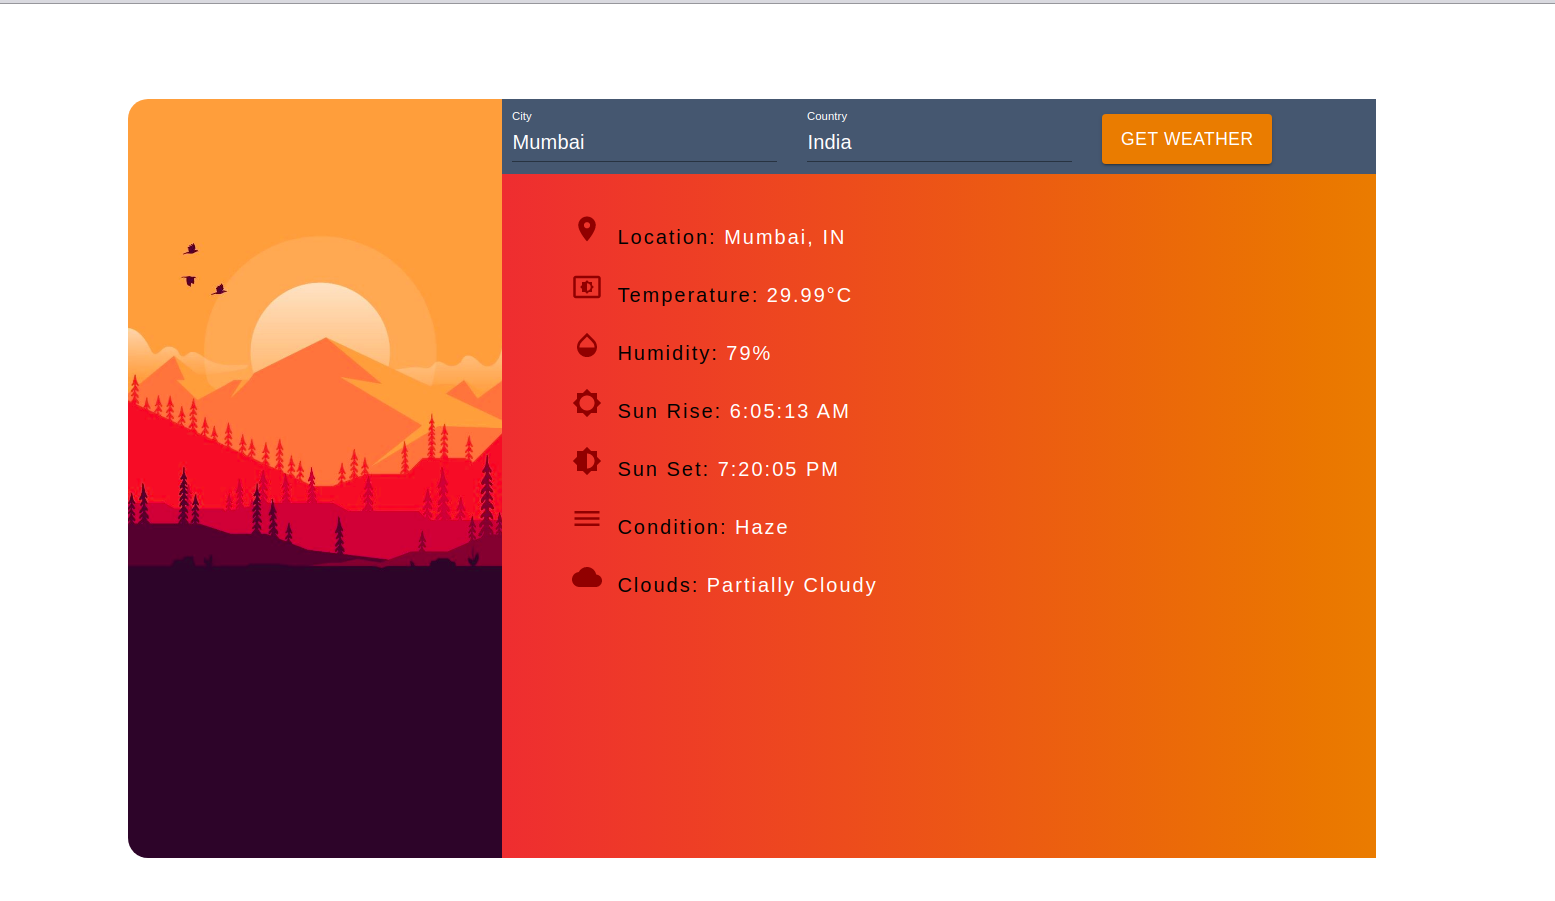 City
Country
Mumbai
India
GET WEATHER
Location: Mumbai, IN
Temperature: 29.99°C
Humidity: 79%
Sun Rise: 6:05:13 AM
Sun Set: 7:20:05 PM
Condition: Haze
Clouds: Partially Cloudy